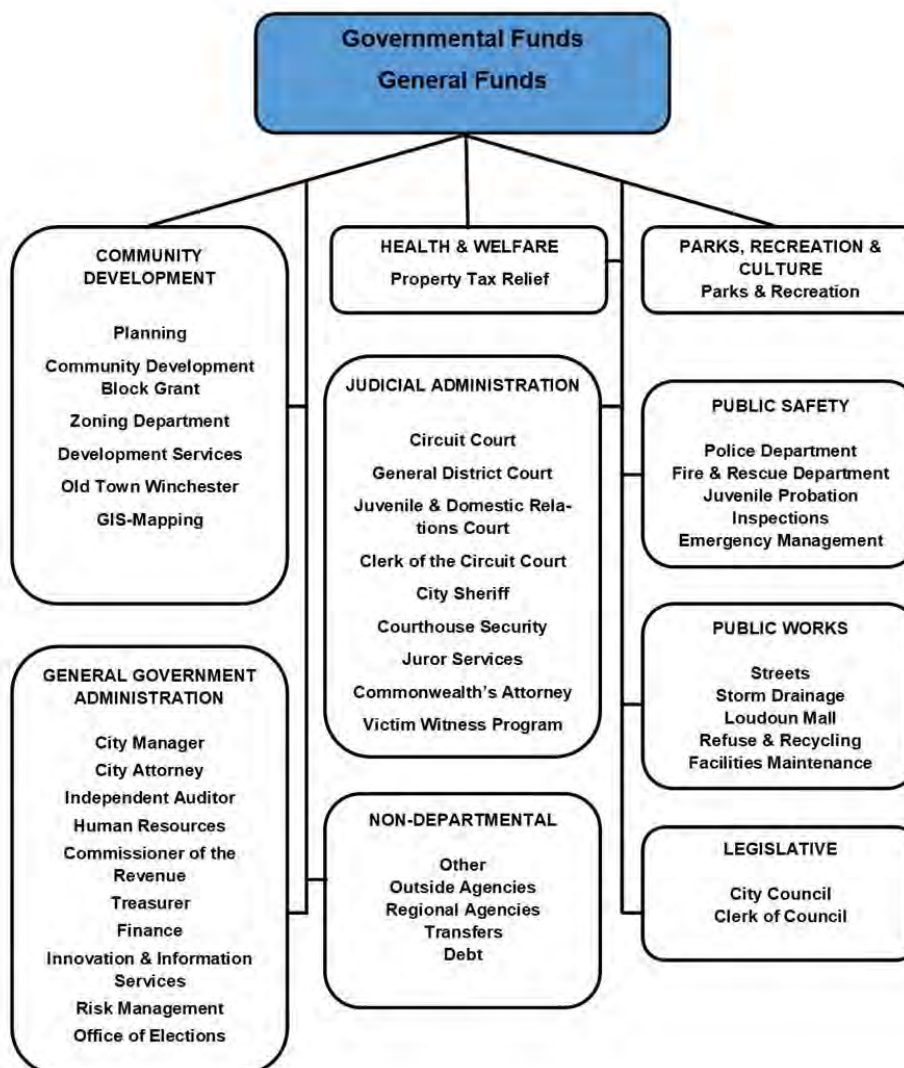 Governmental Funds
General Funds
COMMUNITY
DEVELOPMENT
Planning
Community Development
Block Grant
Zoning Department
Development Services
Old Town Winchester
GIS-Mapping
HEALTH & WELFARE
Property Tax Relief
PARKS, RECREATION &
CULTURE
Parks & Recreation
JUDICIAL ADMINISTRATION
Circuit Court
General District Court
Juvenile & Domestic Rela-
tions Court
Clerk of the Circuit Court
City Sheriff
Courthouse Security
Juror Services
Commonwealth's Attorney
Victim Witness Program
PUBLIC SAFETY
Police Department
Fire & Rescue Department
Juvenile Probation
Inspections
Emergency Management
GENERAL GOVERNMENT
ADMINISTRATION
City Manager
City Attorney
Independent Auditor
Human Resources
Commissioner of the
Revenue
Treasurer
Finance
Innovation & Information
Services
Risk Management
Office of Elections
NON-DEPARTMENTAL
Other
Outside Agencies
Regional Agencies
Transfers
Debt
PUBLIC WORKS
Streets
Storm Drainage
Loudoun Mall
Refuse & Recycling
Facilities Maintenance
LEGISLATIVE
City Council
Clerk of Council